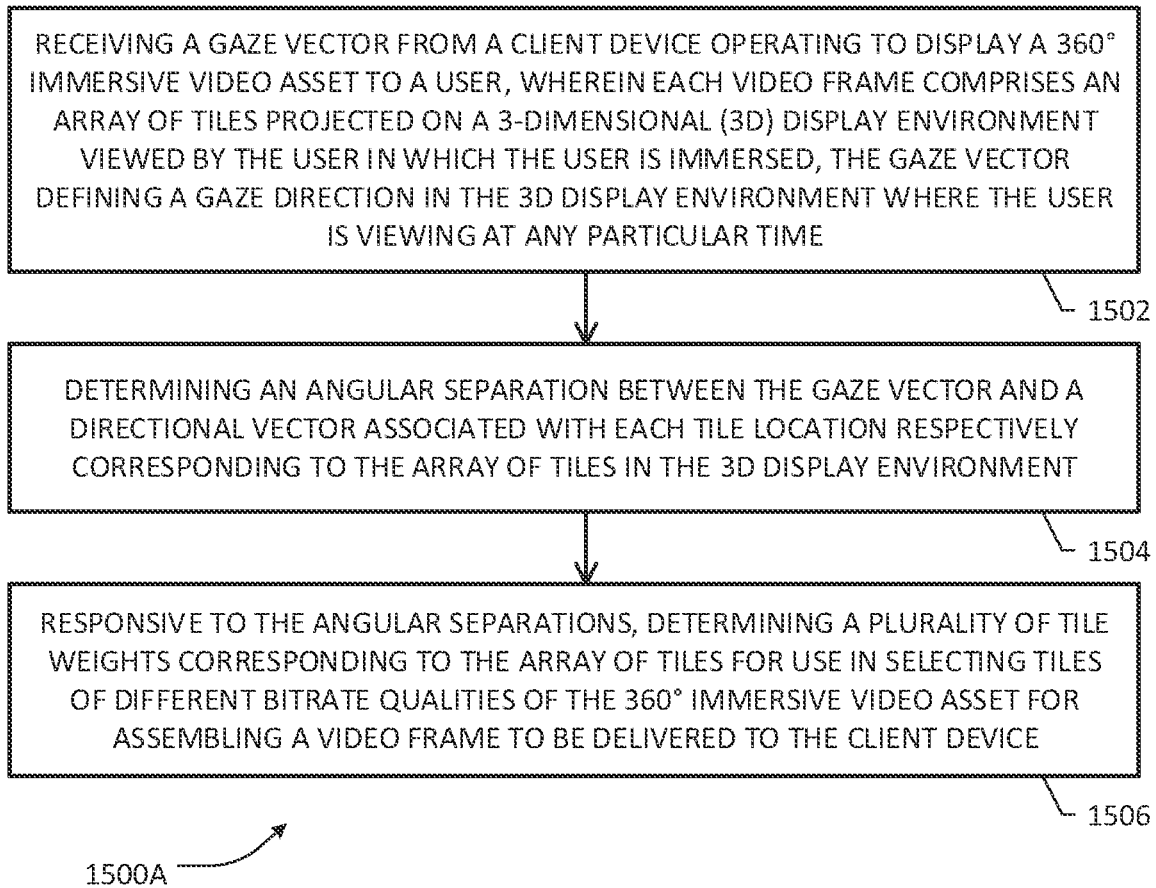 RECEIVING A GAZE VECTOR FROM A CLIENT DEVICE OPERATING TO DISPLAY A 360°
IMMERSIVE VIDEO ASSET TO A USER, WHEREIN EACH VIDEO FRAME COMPRISES AN
ARRAY OF TILES PROJECTED ON A 3-DIMENSIONAL (3D) DISPLAY ENVIRONMENT
VIEWED BY THE USER IN WHICH THE USER IS IMMERSED, THE GAZE VECTOR
DEFINING A GAZE DIRECTION IN THE 3D DISPLAY ENVIRONMENT WHERE THE USER
IS VIEWING AT ANY PARTICULAR TIME
1502
DETERMINING AN ANGULAR SEPARATION BETWEEN THE GAZE VECTOR AND A
DIRECTIONAL VECTOR ASSOCIATED WITH EACH TILE LOCATION RESPECTIVELY
CORRESPONDING TO THE ARRAY OF TILES IN THE 3D DISPLAY ENVIRONMENT
1504
RESPONSIVE TO THE ANGULAR SEPARATIONS, DETERMINING A PLURALITY OF TILE
WEIGHTS CORRESPONDING TO THE ARRAY OF TILES FOR USE IN SELECTING TILES
OF DIFFERENT BITRATE QUALITIES OF THE 360° IMMERSIVE VIDEO ASSET FOR
ASSEMBLING A VIDEO FRAME TO BE DELIVERED TO THE CLIENT DEVICE
1506
1500A